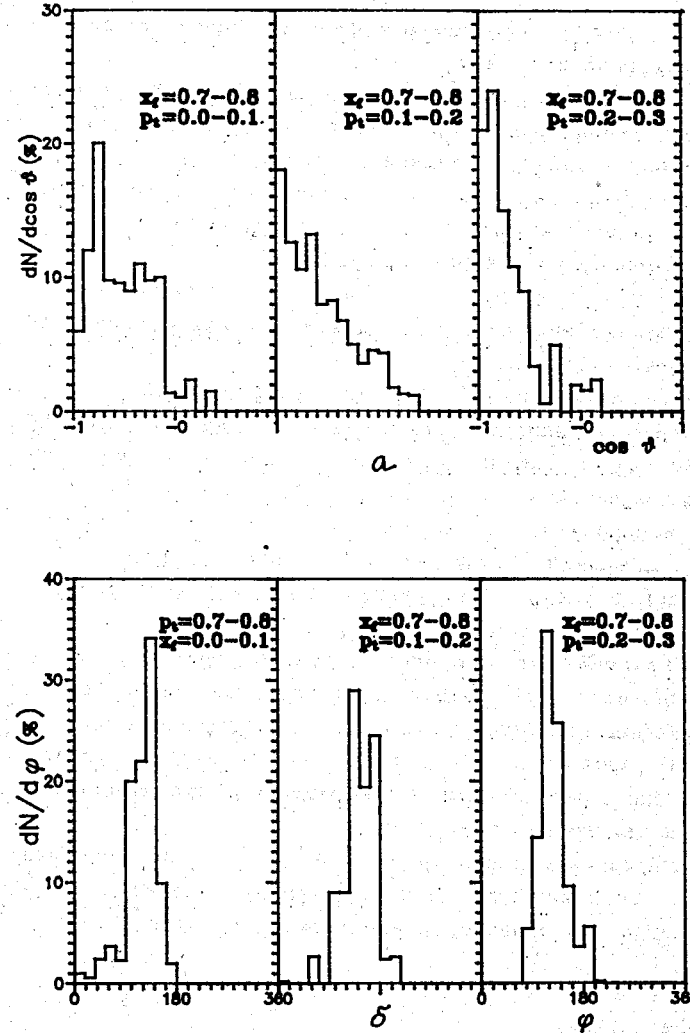 30
20
10
0
dN/dcos ϑ (%)
x_f=0.7-0.8
p_t=0.0-0.1
x_f=0.7-0.8
p_t=0.1-0.2
x_f=0.7-0.8
p_t=0.2-0.3
-1 -0 1 -0 -1 -0 1
cos ϑ
a
40
30
20
10
0
dN/d φ (%)
p_t=0.7-0.8
x_f=0.0-0.1
x_f=0.7-0.8
p_t=0.1-0.2
x_f=0.7-0.8
p_t=0.2-0.3
0 180 360 0 180 36
δ φ